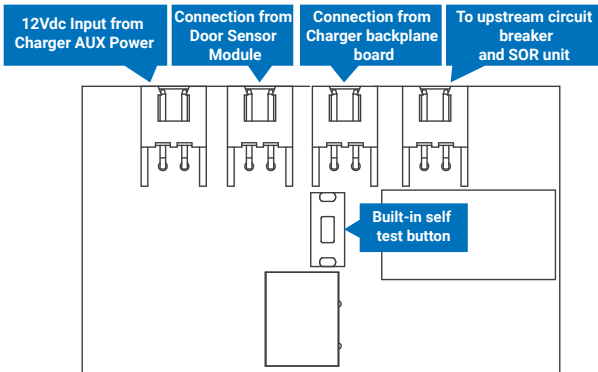 12Vdc Input from
Charger AUX Power
Connection from
Door Sensor
Module
Connection from
Charger backplane
board
To upstream circuit
breaker
and SOR unit
Built-in self
test button